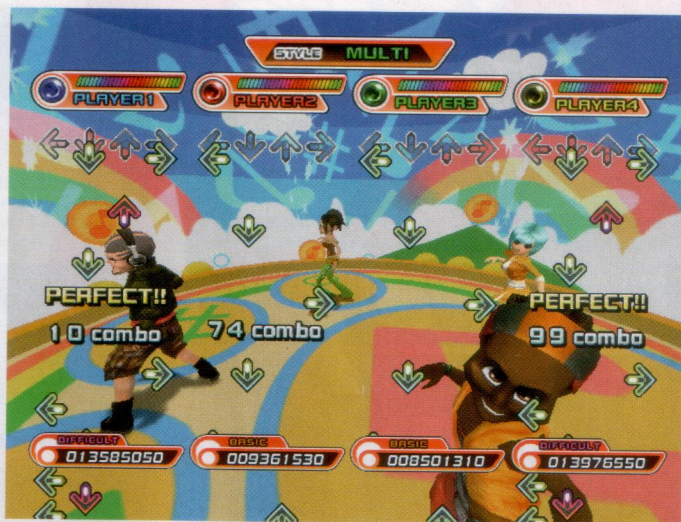 STYLE MULTI
PLAYER1 PLAYER2 PLAYER3 PLAYER4
PERFECT!! PERFECT!!
10 combo 74 combo 99 combo
DIFFICULT BASIC BASIC DIFFICULT
013585050 009361530 008501310 013976550